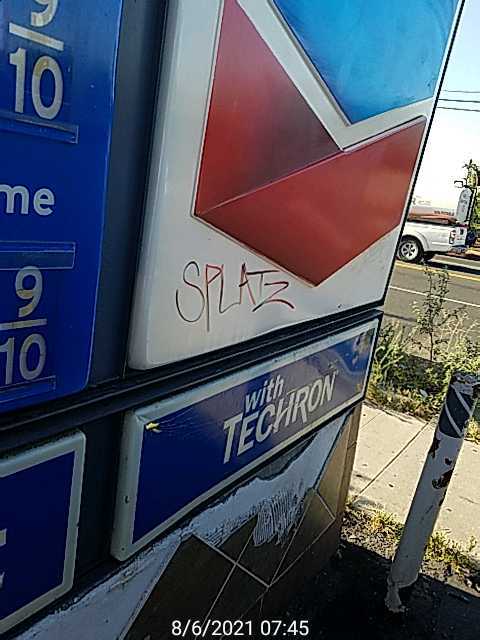 9
10
me
9
10
SPLATZ
with
TECHRON
8/6/2021 07:45